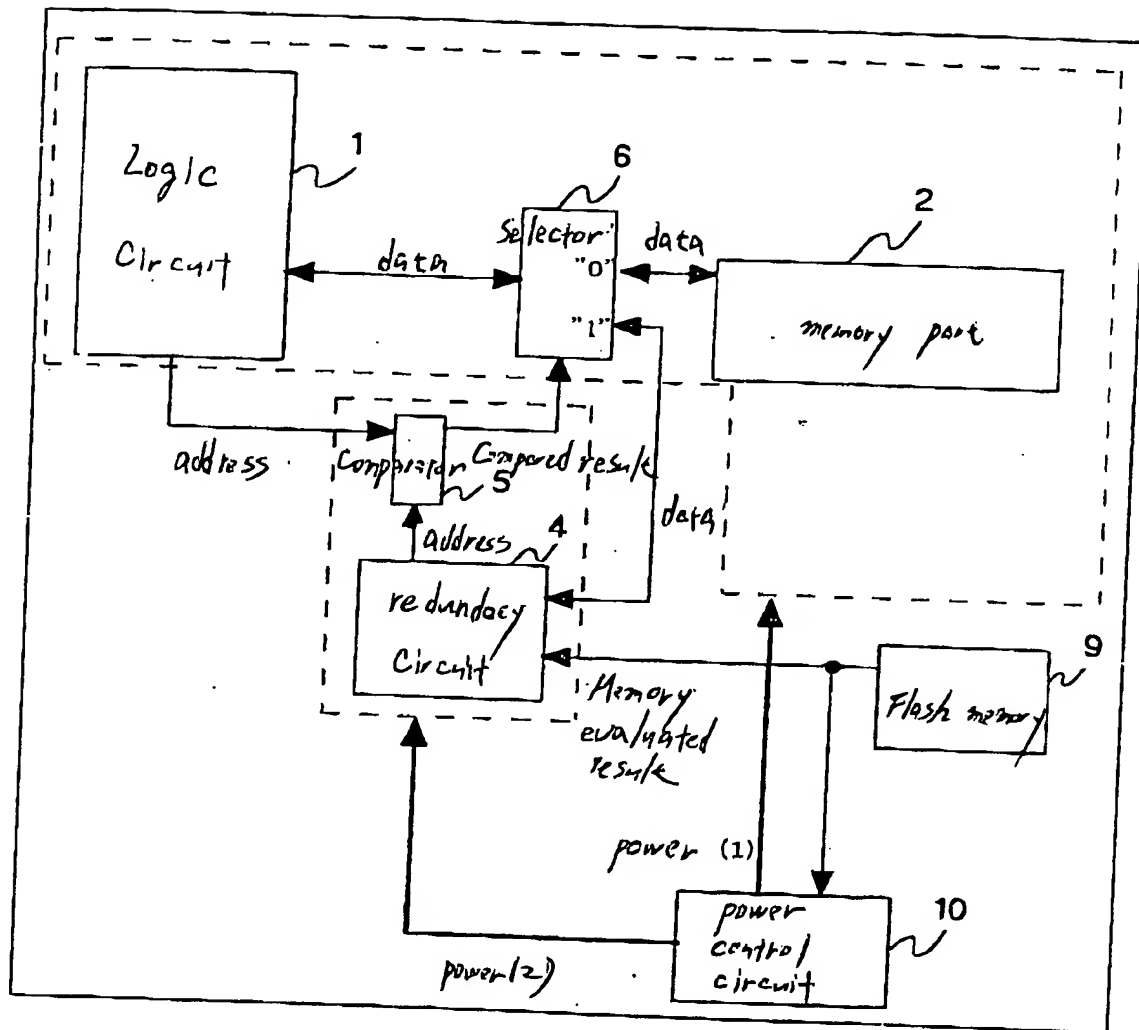 1
Logic
Circuit
6
Selector
"0"
"1"
data
data
2
memory part
address
Comparator
5
Compared result
data
address
4
redundacy
Circuit
Memory
evaluated
result
9
Flash memory
power (1)
10
power
control
circuit
power(2)